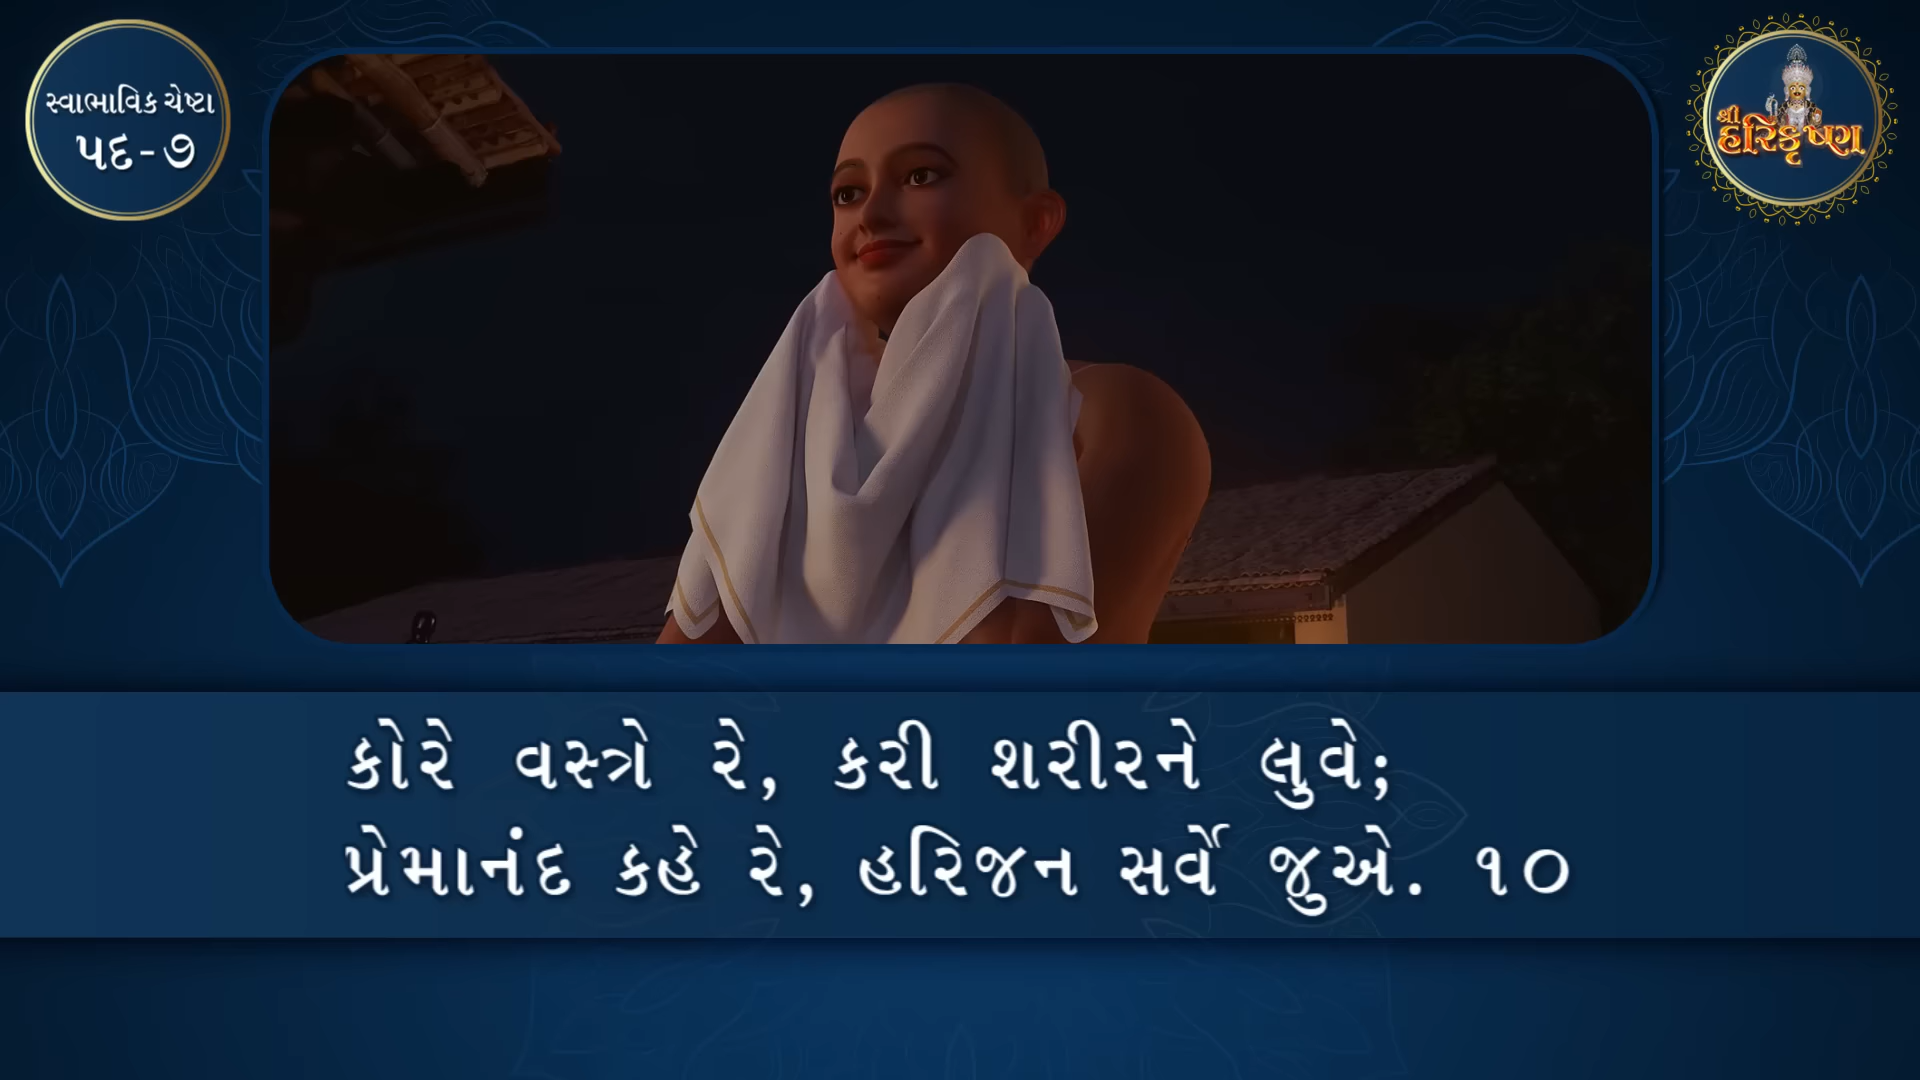 સ્વાભાવિક ચેષ્ટા
પદ-૭
શ્રી
હરિકૃષ્ણ
કોરે વસ્ત્રે રે, કરી શરીરને લુવે;
પ્રેમાનંદ કહે રે, હરિજન સર્વે જુએ. ૧૦